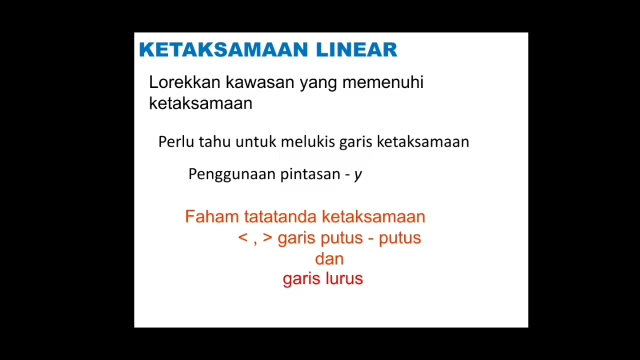 KETAKSAMAAN LINEAR
Lorekkan kawasan yang memenuhi
ketaksamaan
Perlu tahu untuk melukis garis ketaksamaan
Penggunaan pintasan - y
Faham tatatanda ketaksamaan
< , > garis putus - putus
dan
garis lurus